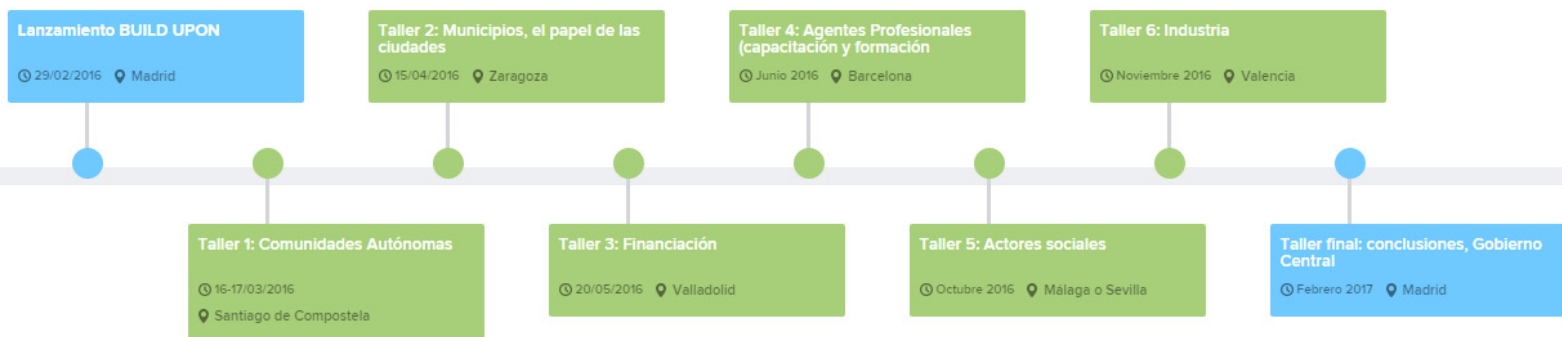 Lanzamiento BUILD UPON
29/02/2016 Madrid
Taller 1: Comunidades Autónomas
16-17/03/2016
Santiago de Compostela
Taller 2: Municipios, el papel de las
ciudades
15/04/2016 Zaragoza
Taller 3: Financiación
20/05/2016 Valladolid
Taller 4: Agentes Profesionales
(capacitación y formación
Junio 2016 Barcelona
Taller 5: Actores sociales
Octubre 2016 Málaga o Sevilla
Taller 6: Industria
Noviembre 2016 Valencia
Taller final: conclusiones, Gobierno
Central
Febrero 2017 Madrid